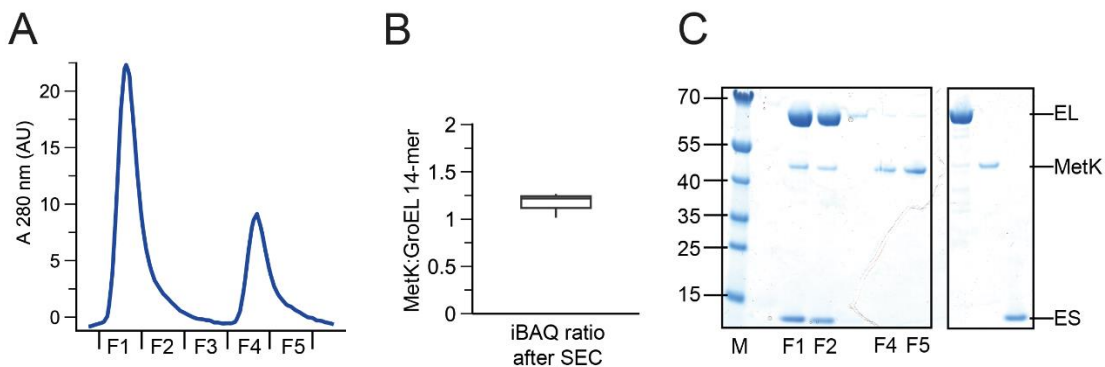 A
A 280 nm (AU)
20
15
10
5
0
F1 F2 F3 F4 F5
B
MetK:GroEL 14-mer
2
1.5
1
0.5
0
iBAQ ratio
after SEC
C
70
55
40
35
25
15
M F1 F2 F4 F5
EL
MetK
ES